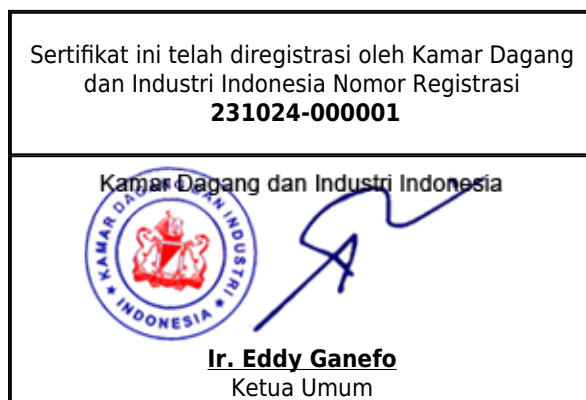 Sertifikat ini telah diregistrasi oleh Kamar Dagang
dan Industri Indonesia Nomor Registrasi
231024-000001
Kamar Dagang dan Industri Indonesia
KAMAR DAGANG DAN INDUSTRI
INDONESIA
Ir. Eddy Ganefo
Ketua Umum